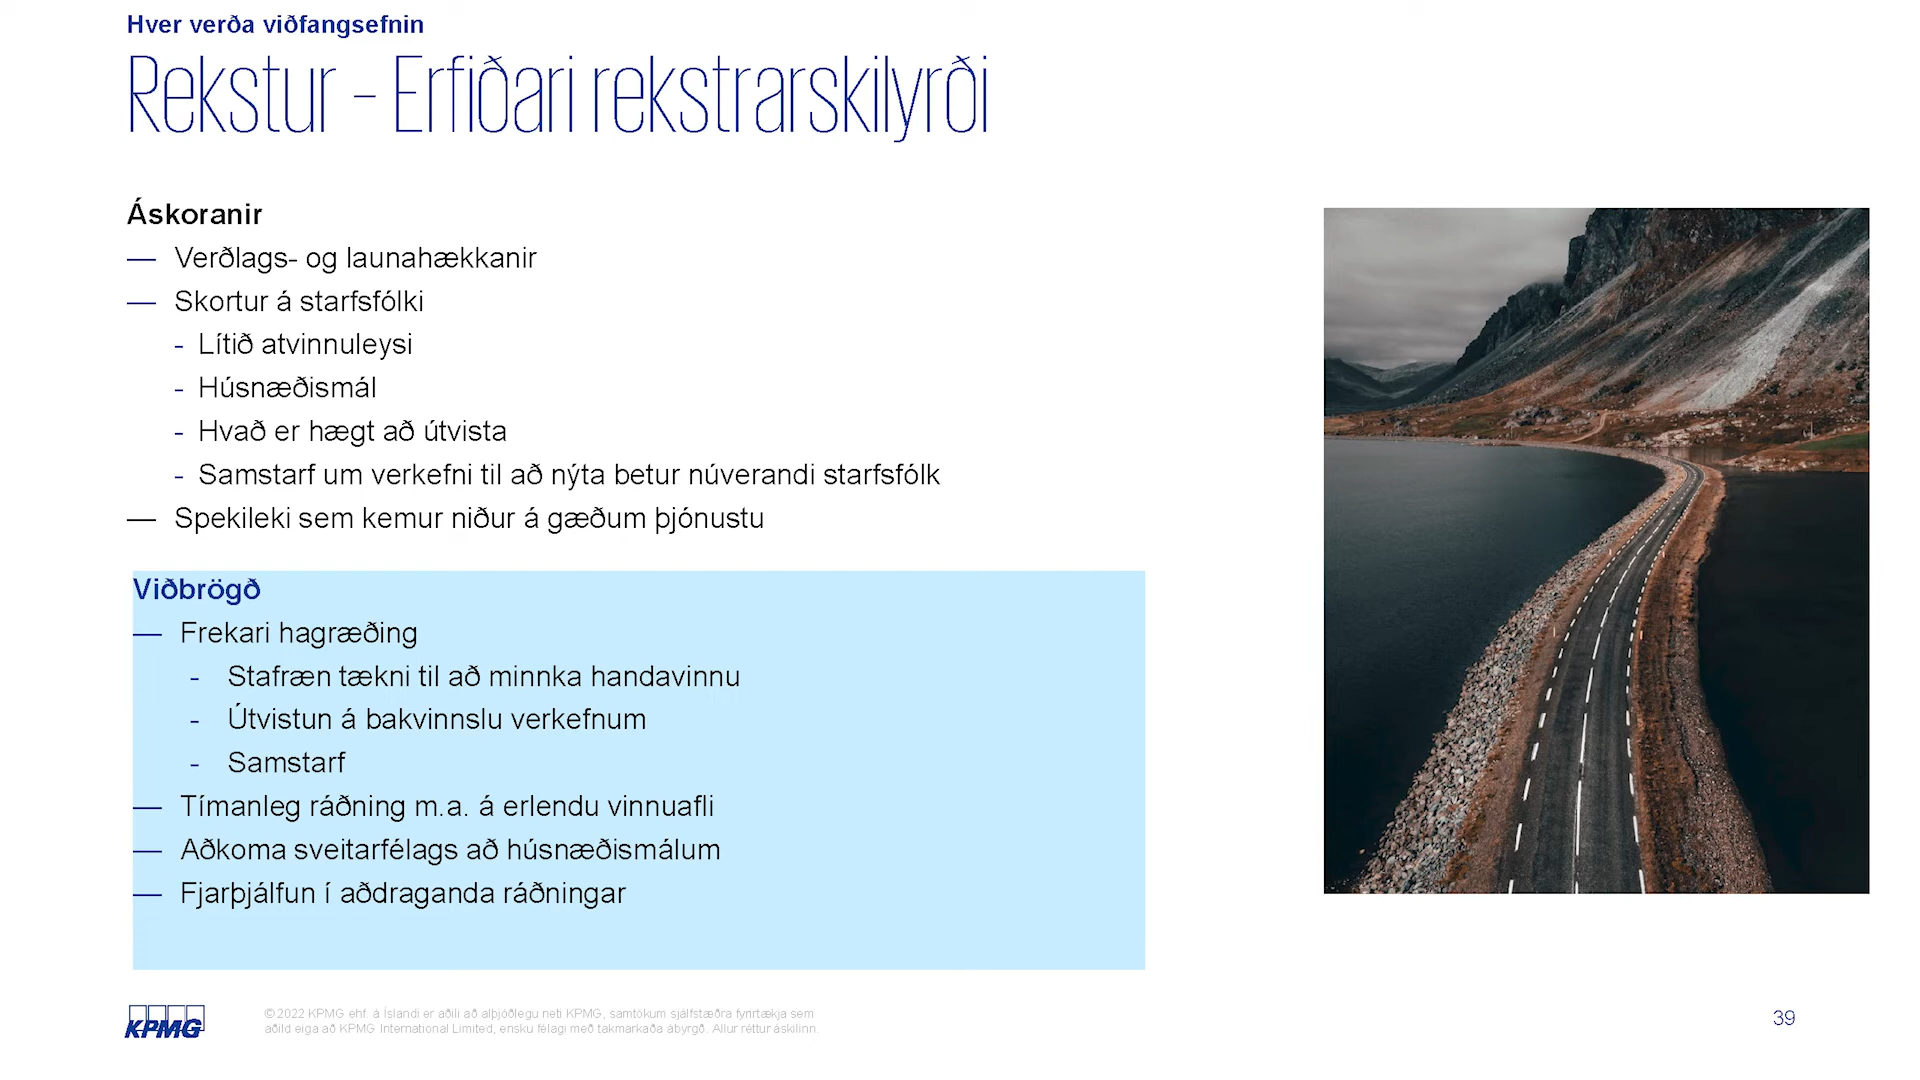 Hver verða viðfangsefnin
Rekstur – Erfiðari rekstrarskilyrði
Áskoranir
— Verðlags- og launahækkanir
— Skortur á starfsfólki
- Lítið atvinnuleysi
- Húsnæðismál
- Hvað er hægt að útvista
- Samstarf um verkefni til að nýta betur núverandi starfsfólk
— Spekileki sem kemur niður á gæðum þjónustu
Viðbrögð
— Frekari hagræðing
- Stafræn tækni til að minnka handavinnu
- Útvistun á bakvinnslu verkefnum
- Samstarf
— Tímanleg ráðning m.a. á erlendu vinnuafli
— Aðkoma sveitarfélags að húsnæðismálum
— Fjarþjálfun í aðdraganda ráðningar
KPMG
©2022 KPMG ehf. á Íslandi er aðili að alþjóðlegu neti KPMG, samtökum sjálfstæðra fyrirtækja sem
aðild eiga að KPMG International Limited, ensku félagi með takmarkaða ábyrgð. Allur réttur áskilinn.
39